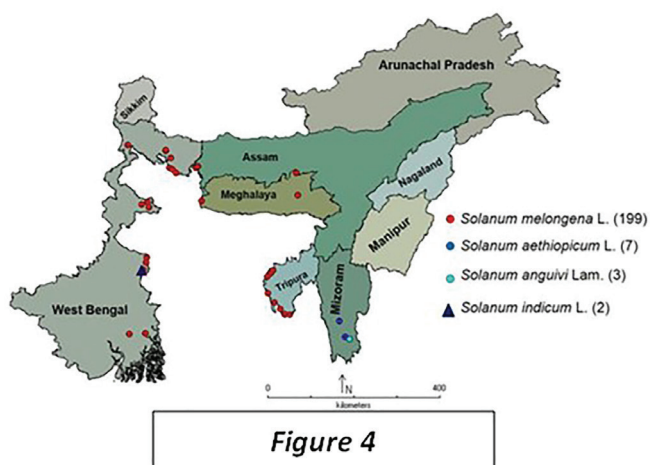 Arunachal Pradesh
Sikkim
Assam
Nagaland
Meghalaya
Manipur
Solanum melongena L. (199)
Solanum aethiopicum L. (7)
Solanum anguivi Lam. (3)
Solanum indicum L. (2)
Tripura
Mizoram
West Bengal
N
0 400
kilometers
Figure 4